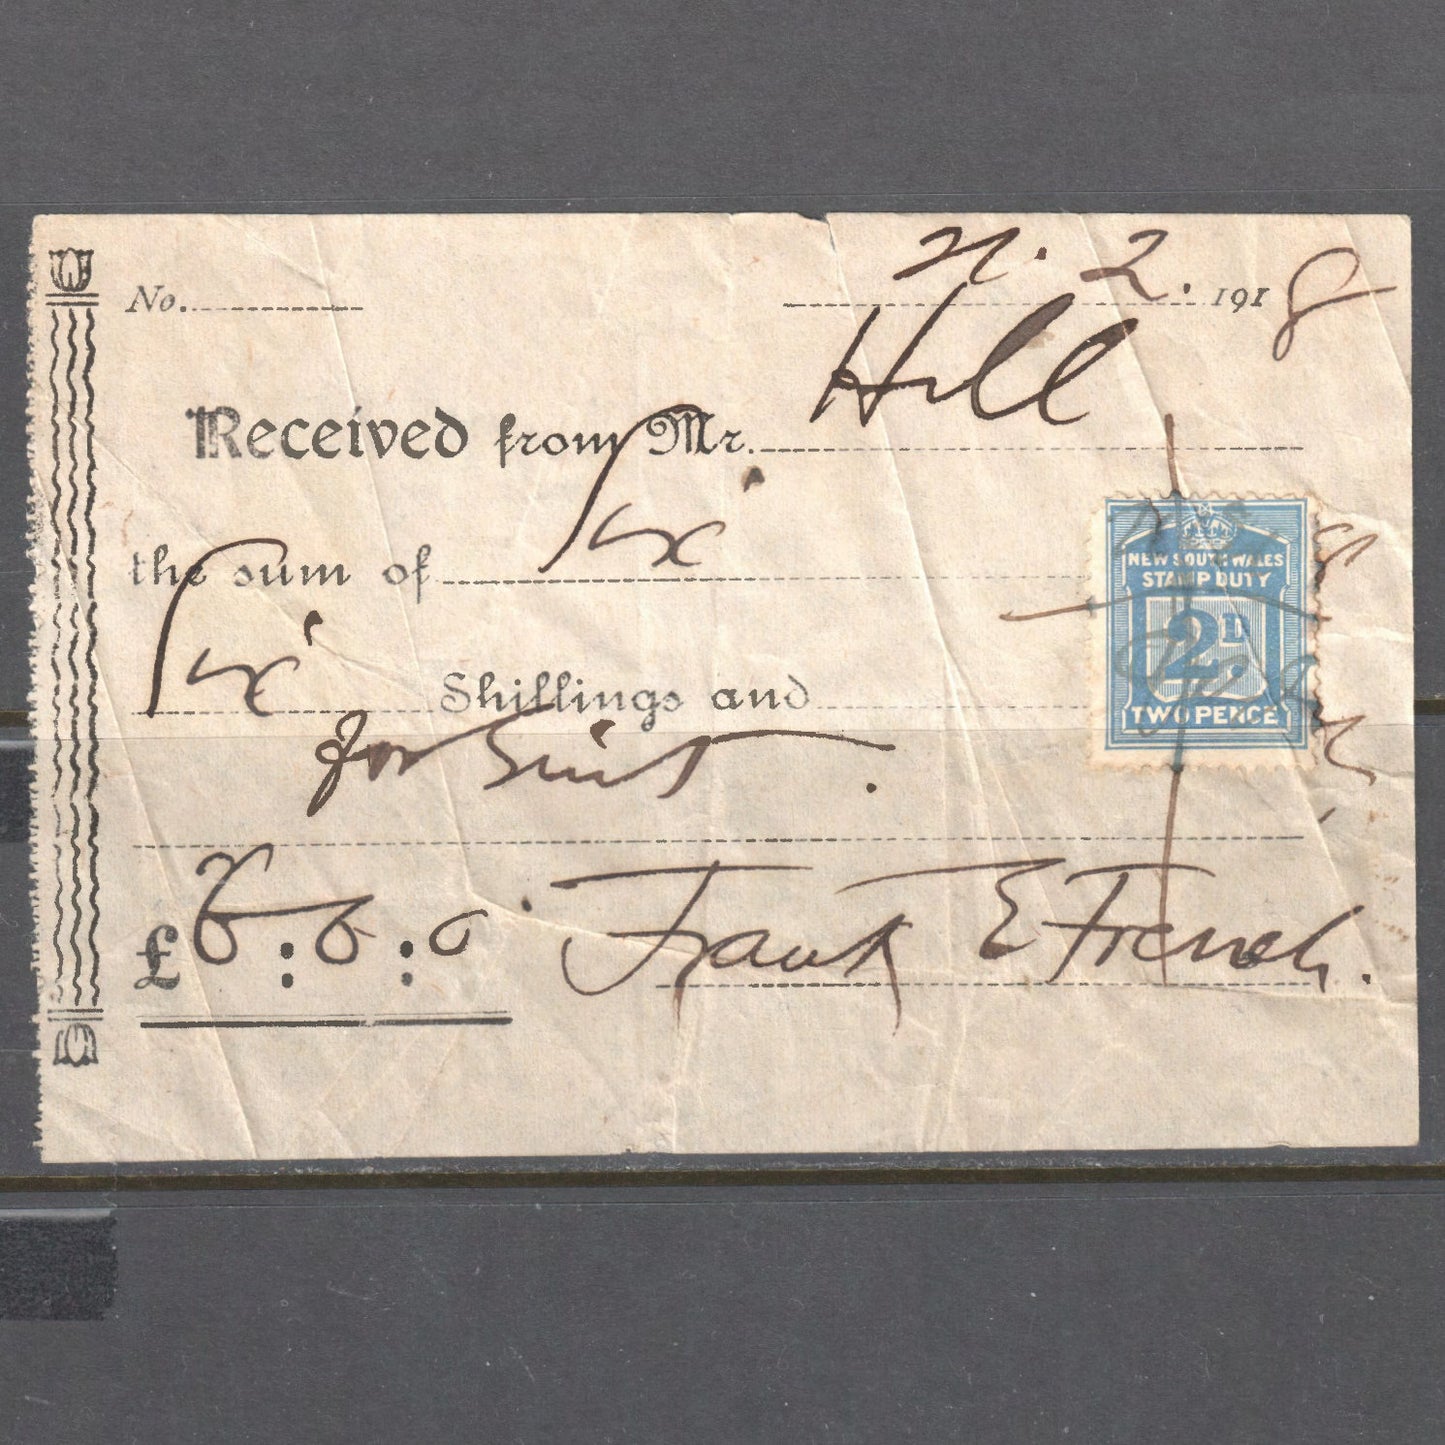 No. 21. 2. 1918
Received from Mr. Hill
the sum of Six
Six Shillings and
for Suit.
£6:6:0 Frank E French.
NEW SOUTH WALES
STAMP DUTY
2D
TWO PENCE